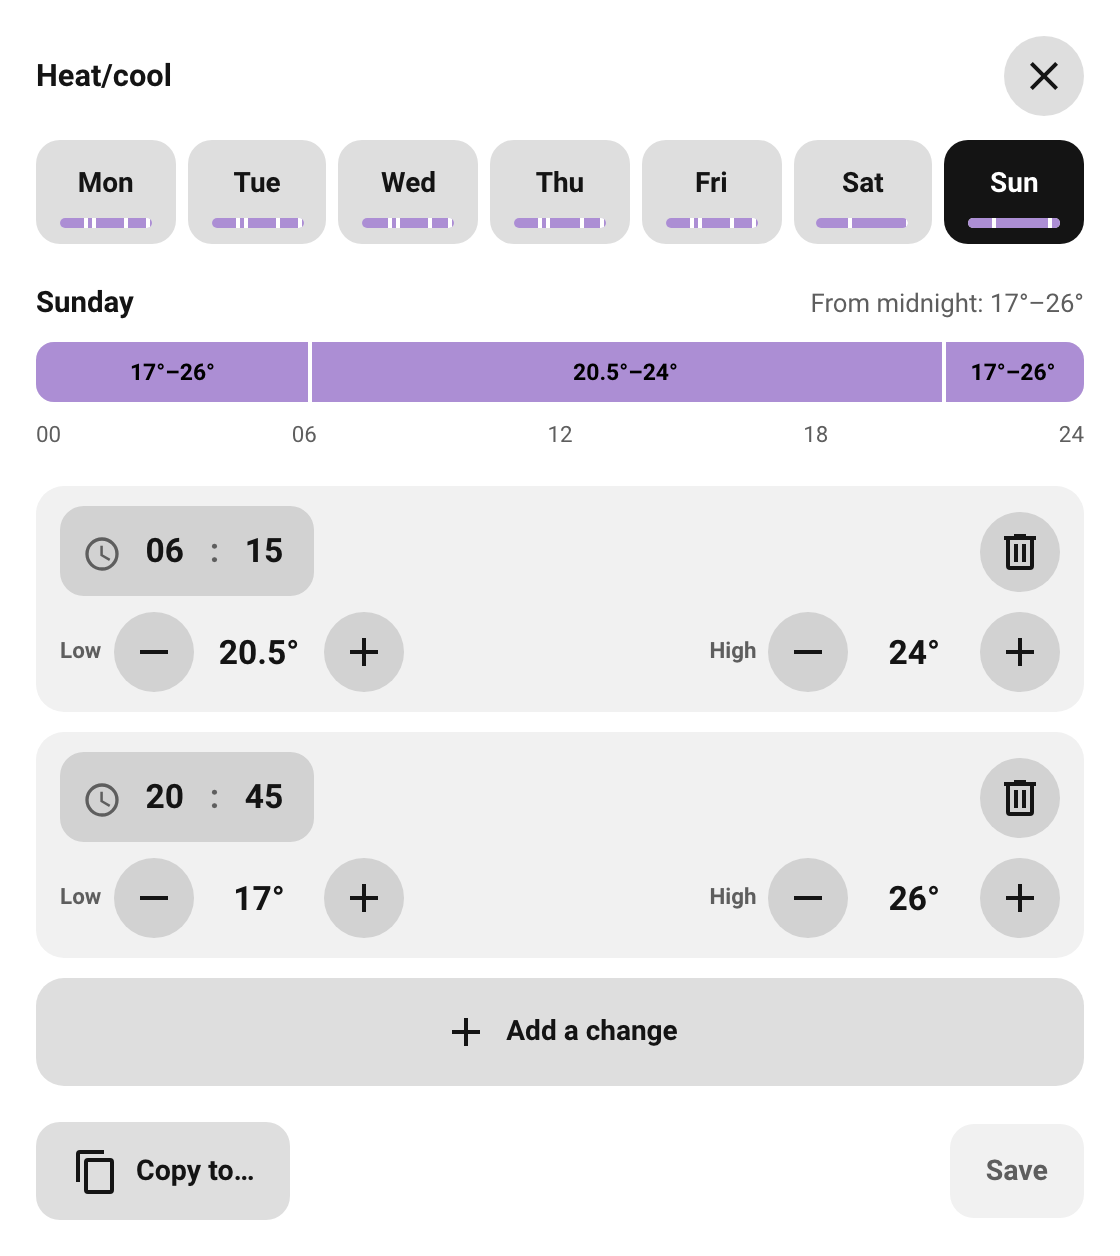 Heat/cool
Mon Tue Wed Thu Fri Sat Sun
Sunday From midnight: 17°–26°
17°–26° 20.5°–24° 17°–26°
00 06 12 18 24
06 : 15
Low 20.5° High 24°
20 : 45
Low 17° High 26°
Add a change
Copy to... Save